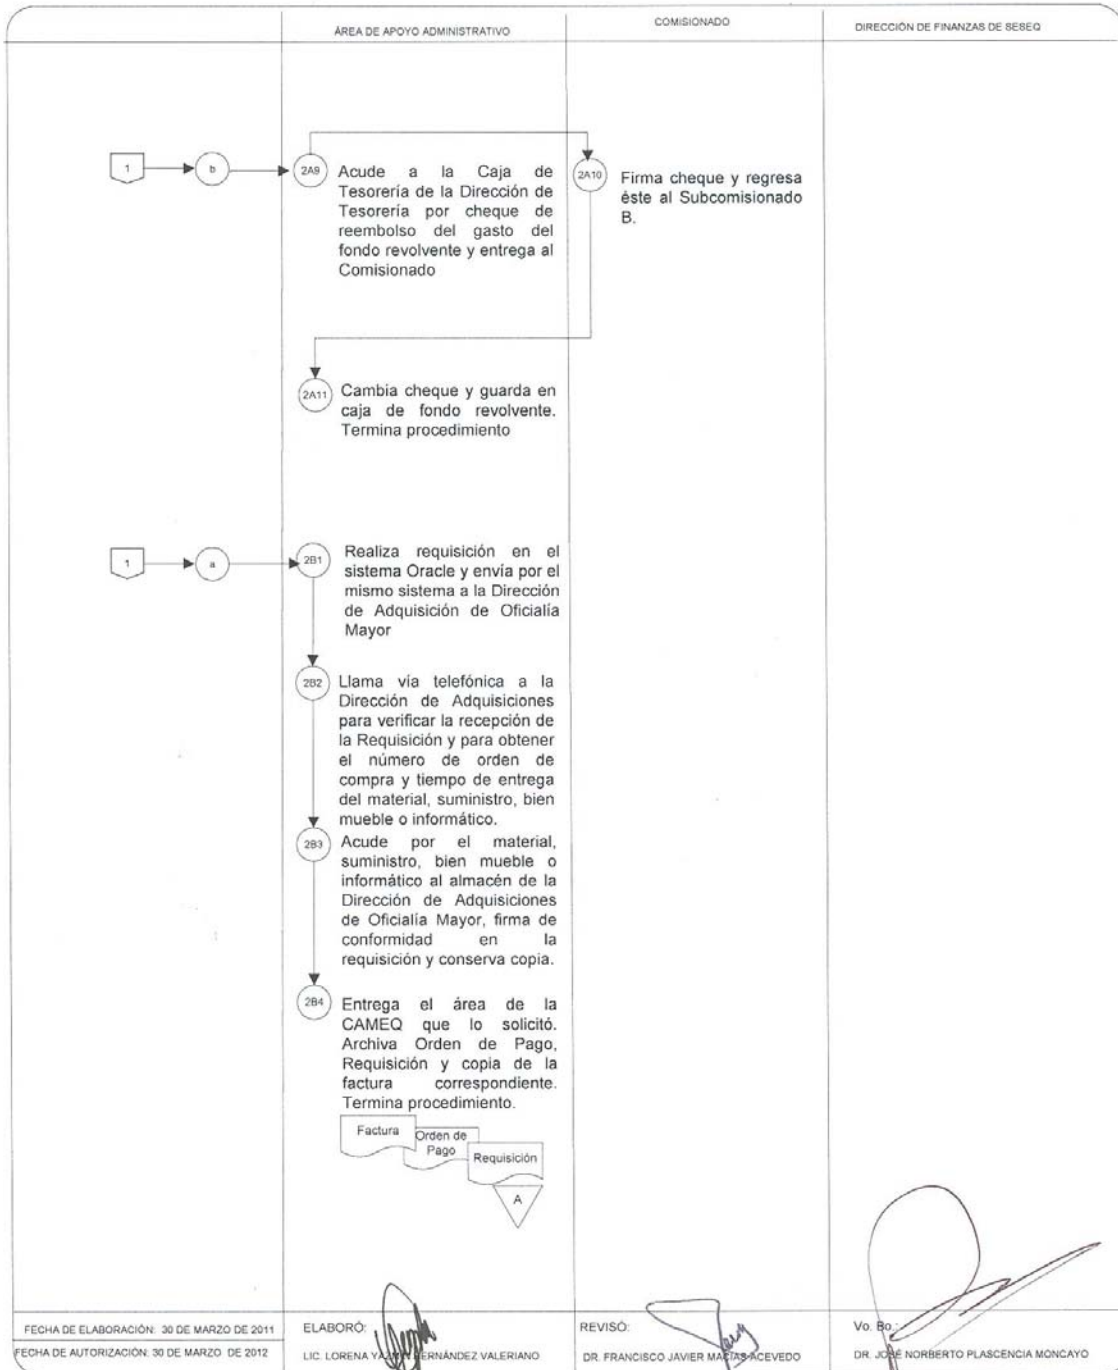 ÁREA DE APOYO ADMINISTRATIVO
COMISIONADO
DIRECCIÓN DE FINANZAS DE SESEQ
1
b
2A9
Acude a la Caja de
Tesorería de la Dirección de
Tesorería por cheque de
reembolso del gasto del
fondo revolvente y entrega al
Comisionado
2A10
Firma cheque y regresa
éste al Subcomisionado
B.
2A11
Cambia cheque y guarda en
caja de fondo revolvente.
Termina procedimiento
1
a
2B1
Realiza requisición en el
sistema Oracle y envía por el
mismo sistema a la Dirección
de Adquisición de Oficialía
Mayor
2B2
Llama vía telefónica a la
Dirección de Adquisiciones
para verificar la recepción de
la Requisición y para obtener
el número de orden de
compra y tiempo de entrega
del material, suministro, bien
mueble o informático.
2B3
Acude por el material,
suministro, bien mueble o
informático al almacén de la
Dirección de Adquisiciones
de Oficialía Mayor, firma de
conformidad en la
requisición y conserva copia.
2B4
Entrega el área de la
CAMEQ que lo solicitó.
Archiva Orden de Pago,
Requisición y copia de la
factura correspondiente.
Termina procedimiento.
Factura
Orden de
Pago
Requisición
A
FECHA DE ELABORACIÓN: 30 DE MARZO DE 2011
FECHA DE AUTORIZACIÓN: 30 DE MARZO DE 2012
ELABORÓ:
LIC. LORENA VALERIANO
REVISÓ:
DR. FRANCISCO JAVIER MACÍAS ACEVEDO
Vo. Bo.:
DR. JOSÉ NORBERTO PLASCENCIA MONCAYO